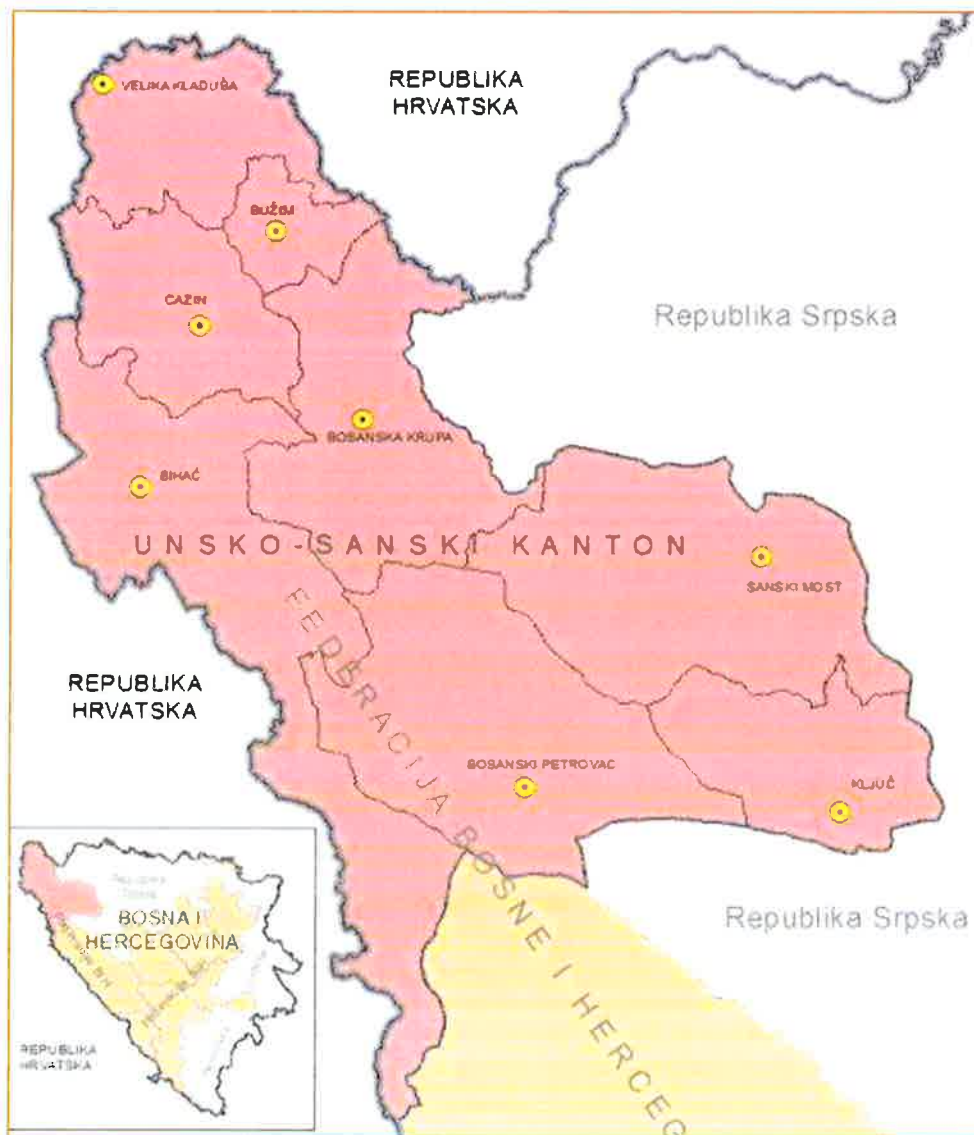 VELIKA KLADUŠA
REPUBLIKA
HRVATSKA
BUŽIM
CAZIN
Republika Srpska
BOSANSKA KRUPA
BIHAĆ
UNSKO-SANSKI KANTON
SANSKI MOST
FEDERACIJA BOSNE I HERCEG
REPUBLIKA
HRVATSKA
BOSANSKI PETROVAC
KLJUČ
Republika Srpska
BOSNA I
HERCEGOVINA
REPUBLIKA
HRVATSKA